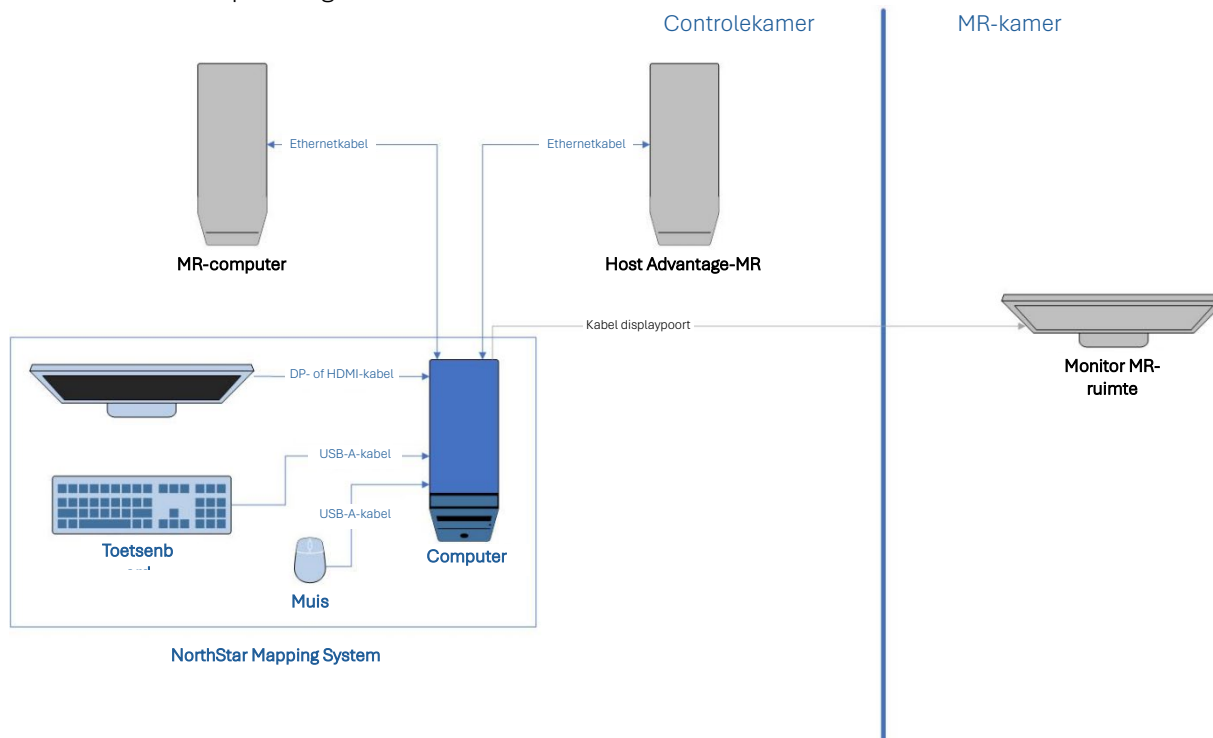 Controlekamer
MR-kamer
Ethernetkabel
Ethernetkabel
MR-computer
Host Advantage-MR
Kabel displaypoort
Monitor MR-
ruimte
DP- of HDMI-kabel
USB-A-kabel
USB-A-kabel
Toetsenb
Computer
Muis
NorthStar Mapping System